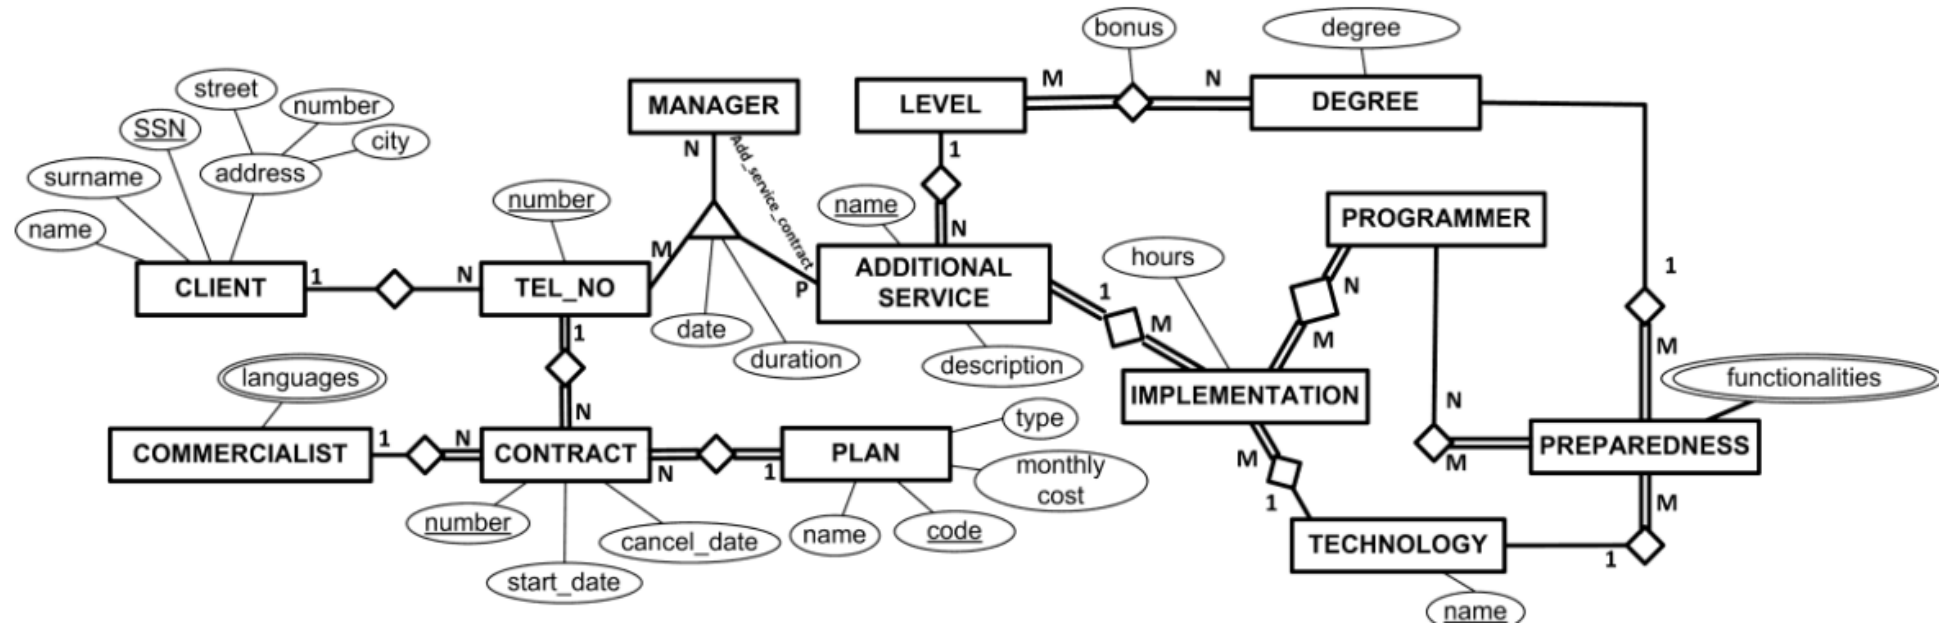 bonus
degree
street
number
SSN
city
address
surname
name
MANAGER
N
Add_service_contract
LEVEL
M
N
DEGREE
1
number
name
N
PROGRAMMER
hours
CLIENT
1
N
TEL_NO
M
P
ADDITIONAL
SERVICE
1
M
N
M
1
M
date
duration
description
1
N
languages
IMPLEMENTATION
functionalities
N
M
PREPAREDNESS
COMMERCIALIST
1
N
CONTRACT
N
1
PLAN
type
monthly
cost
name
code
number
start_date
cancel_date
M
1
TECHNOLOGY
1
M
name